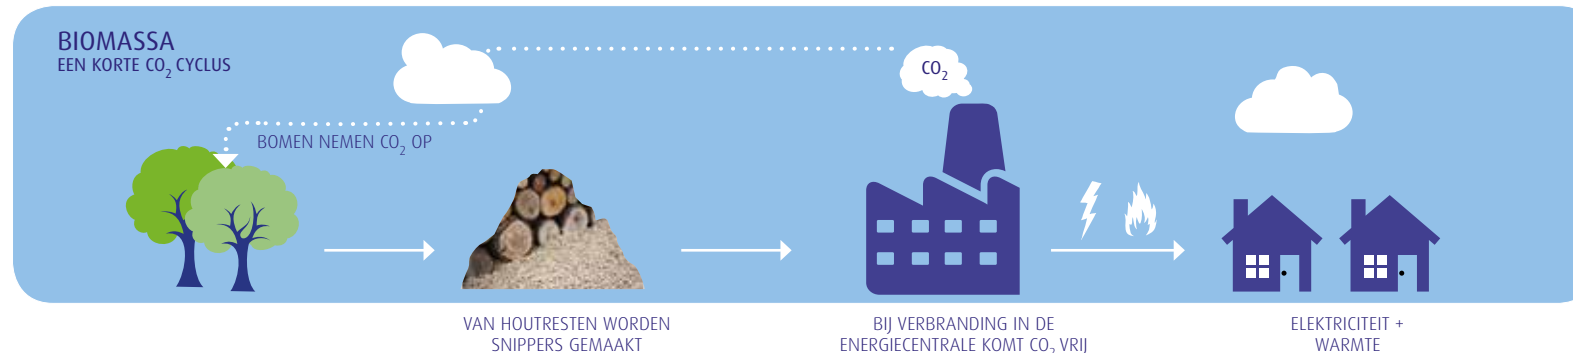 BIOMASSA
EEN KORTE CO₂ CYCLUS
CO₂
BOMEN NEMEN CO₂ OP
VAN HOUTRESTEN WORDEN
SNIPPERS GEMAAKT
BIJ VERBRANDING IN DE
ENERGIECENTRALE KOMT CO₂ VRIJ
ELEKTRICITEIT +
WARMTE